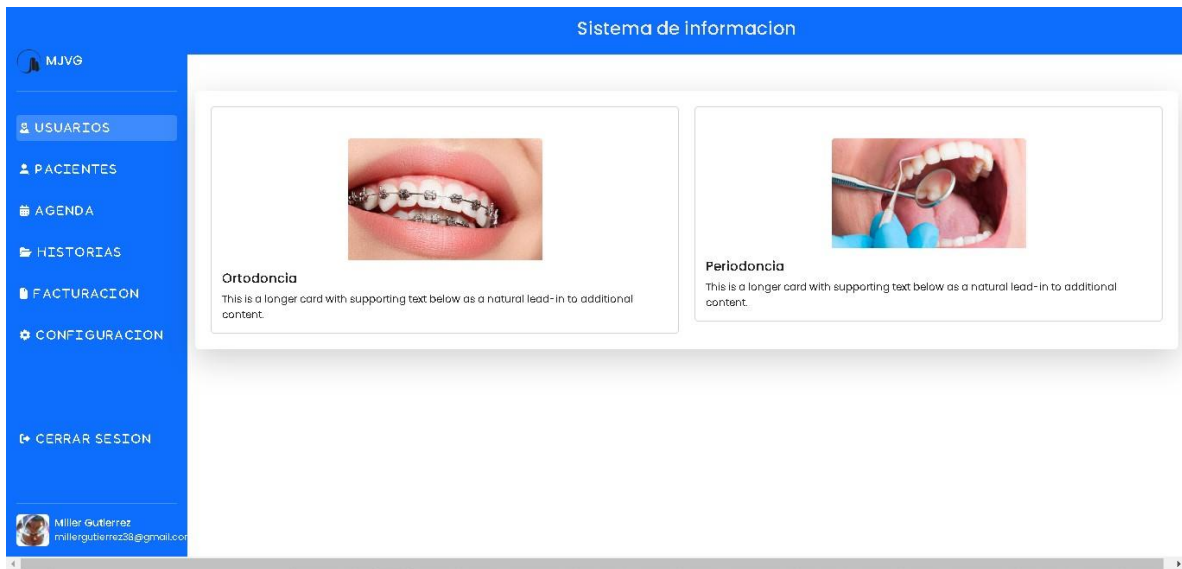 Sistema de informacion
MJVG
USUARIOS
PACIENTES
AGENDA
HISTORIAS
FACTURACION
CONFIGURACION
CERRAR SESION
Miller Gutierrez
millergutierrez38@gmail.com
Ortodoncia
This is a longer card with supporting text below as a natural lead-in to additional
content.
Periodoncia
This is a longer card with supporting text below as a natural lead-in to additional
content.